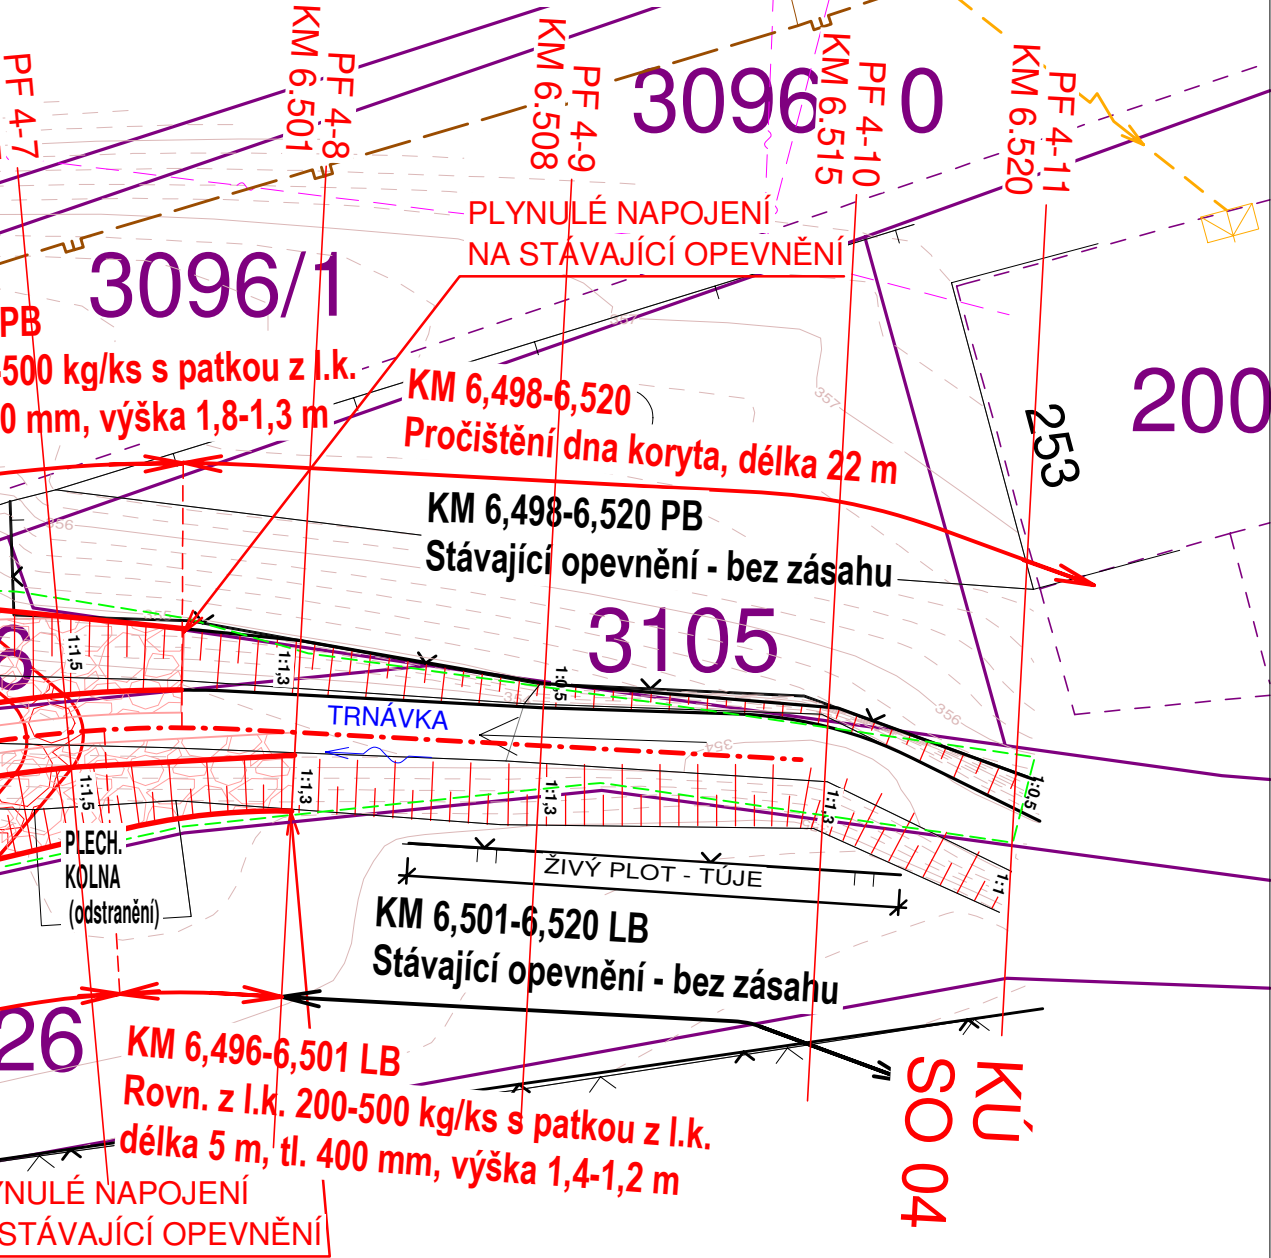 PF 4-7
KM 6.501
PF 4-8
KM 6.508
PF 4-9
3096
0
KM 6.515
PF 4-10
KM 6.520
PF 4-11
PLYNULÉ NAPOJENÍ
NA STÁVAJÍCÍ OPEVNĚNÍ
3096/1
357
PB
-500 kg/ks s patkou z l.k.
0 mm, výška 1,8-1,3 m
KM 6,498-6,520
Pročištění dna koryta, délka 22 m
357
200
253
KM 6,498-6,520 PB
Stávající opevnění - bez zásahu
356
355
3105
6
1:1,5
1:1,3
1:0,5
TRNÁVKA
356
354
1:1,5
1:1,3
1:1,3
1:1,3
1:0,5
1:1
PLECH.
KOLNA
(odstranění)
ŽIVÝ PLOT - TÚJE
KM 6,501-6,520 LB
Stávající opevnění - bez zásahu
26
KM 6,496-6,501 LB
Rovn. z l.k. 200-500 kg/ks s patkou z l.k.
délka 5 m, tl. 400 mm, výška 1,4-1,2 m
KÚ
SO 04
YNULÉ NAPOJENÍ
STÁVAJÍCÍ OPEVNĚNÍ